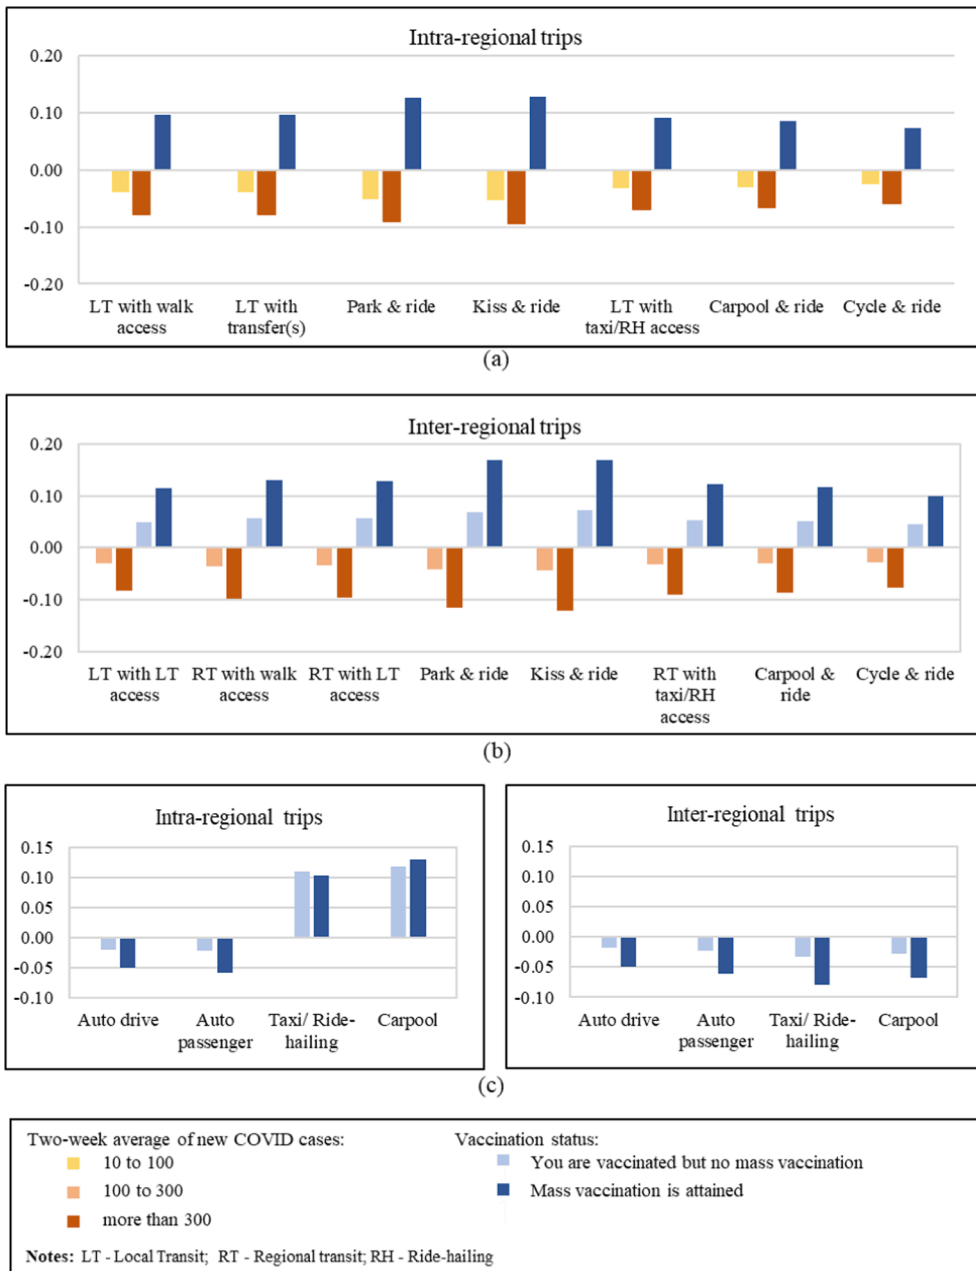 Intra-regional trips
0.20
0.10
0.00
-0.10
-0.20
LT with walk access
LT with transfer(s)
Park & ride
Kiss & ride
LT with taxi/RH access
Carpool & ride
Cycle & ride
(a)
Inter-regional trips
0.20
0.10
0.00
-0.10
-0.20
LT with LT access
RT with walk access
RT with LT access
Park & ride
Kiss & ride
RT with taxi/RH access
Carpool & ride
Cycle & ride
(b)
Intra-regional trips
0.15
0.10
0.05
0.00
-0.05
-0.10
Auto drive
Auto passenger
Taxi/ Ride-hailing
Carpool
Inter-regional trips
0.15
0.10
0.05
0.00
-0.05
-0.10
Auto drive
Auto passenger
Taxi/ Ride-hailing
Carpool
(c)
Two-week average of new COVID cases:
10 to 100
100 to 300
more than 300
Vaccination status:
You are vaccinated but no mass vaccination
Mass vaccination is attained
Notes: LT - Local Transit; RT - Regional transit; RH - Ride-hailing